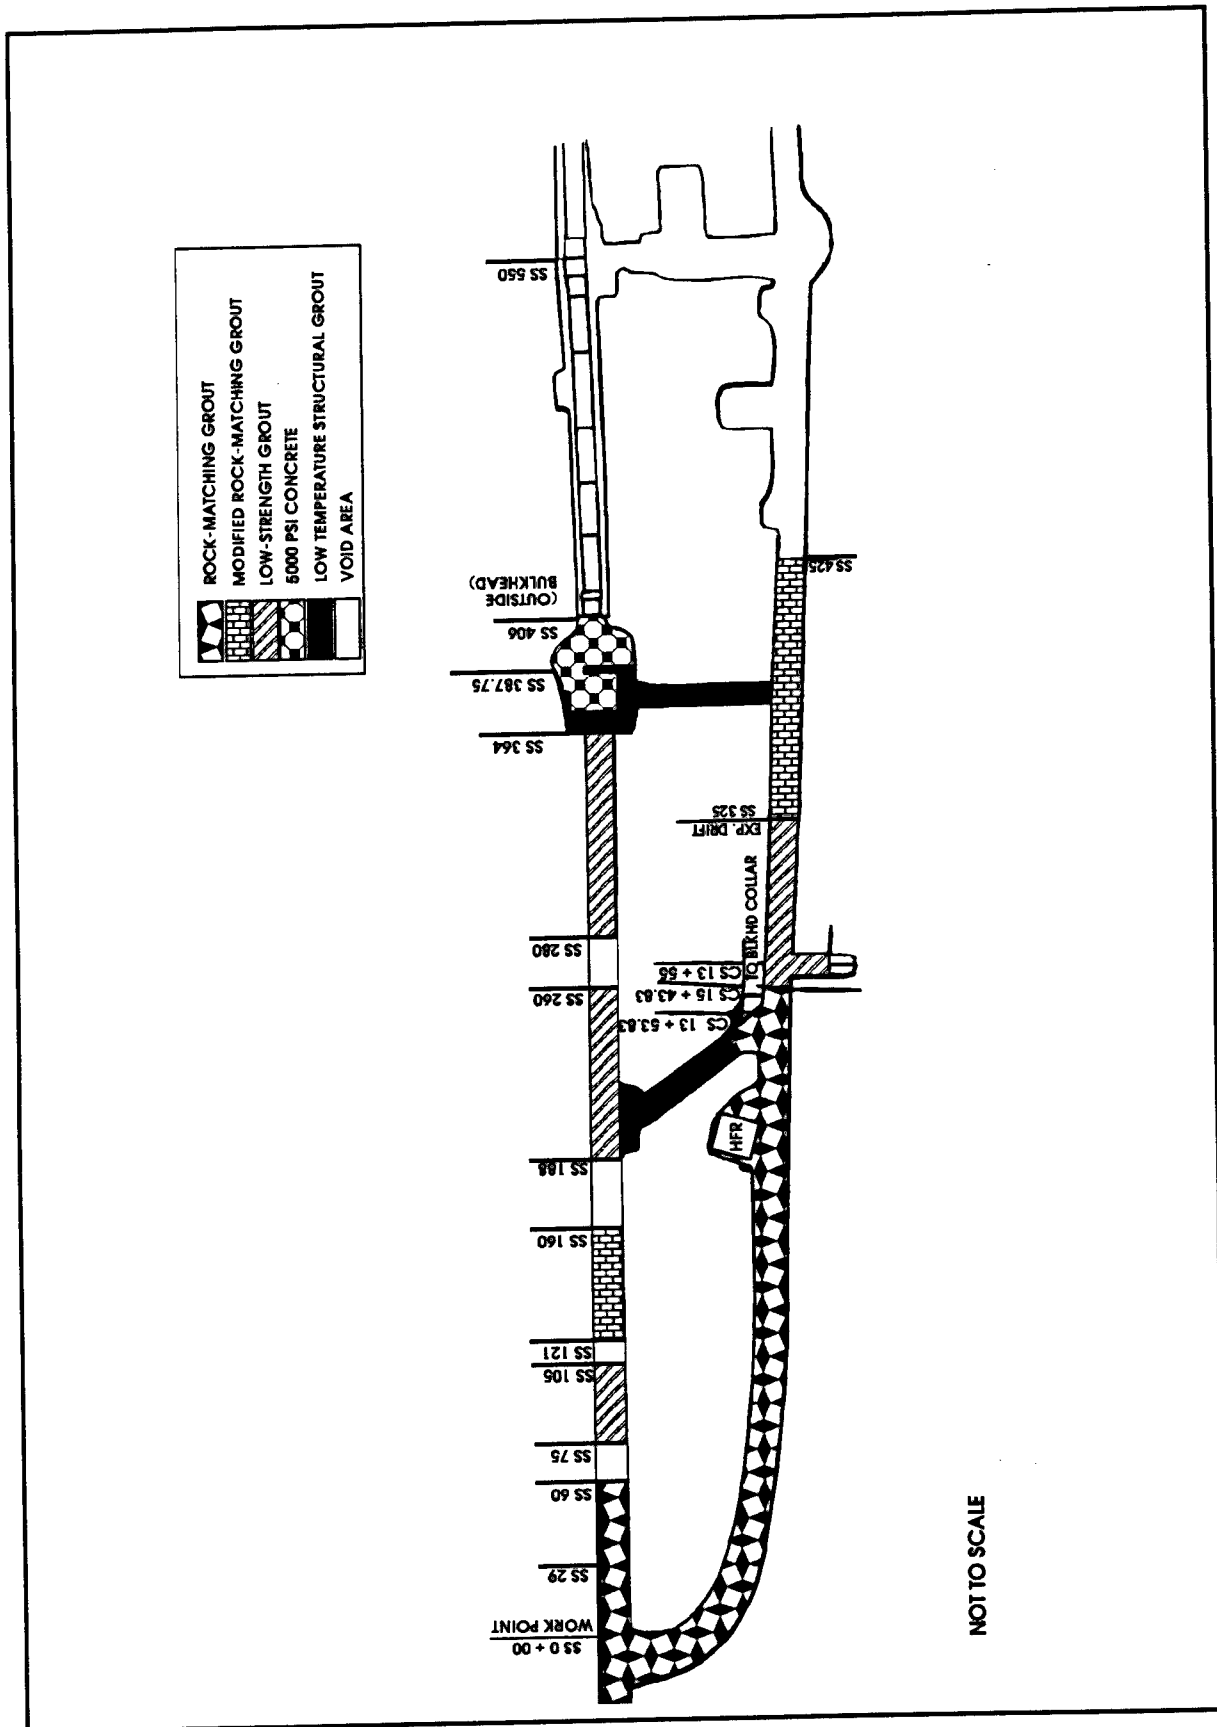 ROCK-MATCHING GROUT
MODIFIED ROCK-MATCHING GROUT
LOW-STRENGTH GROUT
5000 PSI CONCRETE
LOW TEMPERATURE STRUCTURAL GROUT
VOID AREA
SS 550
(OUTSIDE
BULKHEAD)
SS 406
SS 387.75
SS 364
SS 280
SS 260
SS 188
SS 160
SS 121
SS 105
SS 75
SS 60
SS 29
WORK POINT
SS 0 + 00
SS 425
SS 325
EXP. DRIFT
TO BLKHD COLLAR
CS 13 + 55
CS 15 + 43.83
CS 13 + 53.83
HFR
NOT TO SCALE